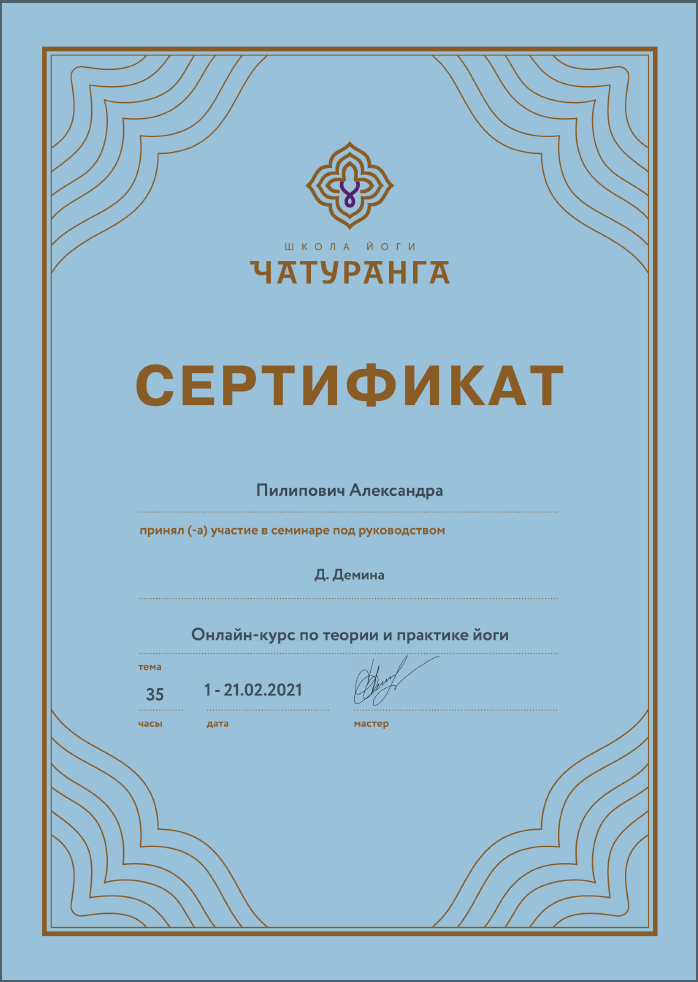 ШКОЛА ЙОГИ
ЧАТУРАНГА
СЕРТИФИКАТ
Пилипович Александра
принял (-а) участие в семинаре под руководством
Д. Демина
Онлайн-курс по теории и практике йоги
тема
35 1 - 21.02.2021
часы дата мастер